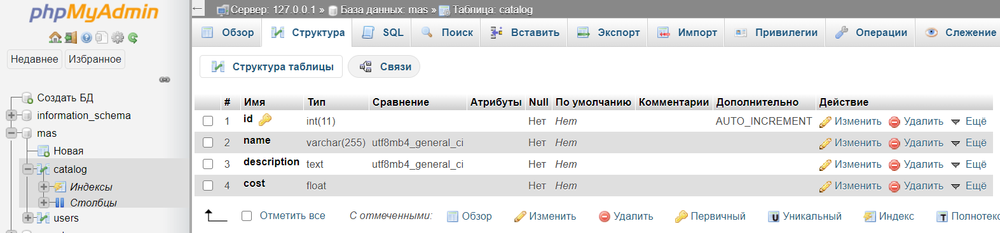 phpMyAdmin
Недавнее Избранное
Создать БД
information_schema
mas
Новая
catalog
Индексы
Столбцы
users
← Сервер: 127.0.0.1 » База данных: mas » Таблица: catalog
Обзор Структура SQL Поиск Вставить Экспорт Импорт Привилегии Операции Слежение
Структура таблицы Связи
# Имя Тип Сравнение Атрибуты Null По умолчанию Комментарии Дополнительно Действие
1 id int(11) Нет Нет AUTO_INCREMENT Изменить Удалить Ещё
2 name varchar(255) utf8mb4_general_ci Нет Нет Изменить Удалить Ещё
3 description text utf8mb4_general_ci Нет Нет Изменить Удалить Ещё
4 cost float Нет Нет Изменить Удалить Ещё
Отметить все С отмеченными: Обзор Изменить Удалить Первичный U Уникальный Индекс T Полнотекс